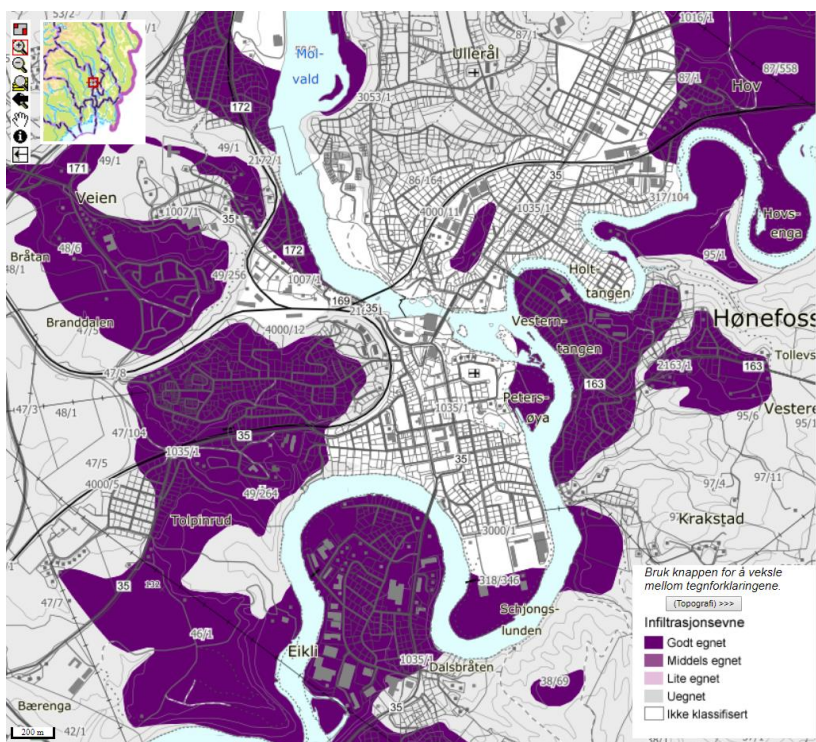 53/2
Mol-
vald
Ullerål
87/1
1016/1
87/1
87/558
Hov
3053/1
172
49/1
49/1
2172/1
171
Veien
35
86/164
1035/1
317/104
1007/1
35
4000/11
Hovs-
enga
Bråtan
48/6
48/1
172
95/1
49/256
1007/1
Holt-
tangen
169
35
Hønefoss
Branddalen
47/5
4000/12
Vestern-
tangen
Tollevs
47/8
2163/1
163
163
Peters-
øya
Vestere
47/3
48/1
1035/1
95/6
95/1
47/104
35
1035/1
35
47/5
4000/5
49/264
97/4
97/11
Tolpinrud
3000/1
Krakstad
Bruk knappen for å veksle
mellom tegnforklaringene.
(Topografi) >>>
Infiltrasjonsevne
Godt egnet
Middels egnet
Lite egnet
Uegnet
Ikke klassifisert
35
132
318/346
47/7
Schjongs-
lunden
46/1
Eikli
1035/1
Dalsbråten
38/69
Bærenga
35
200 m
42/1